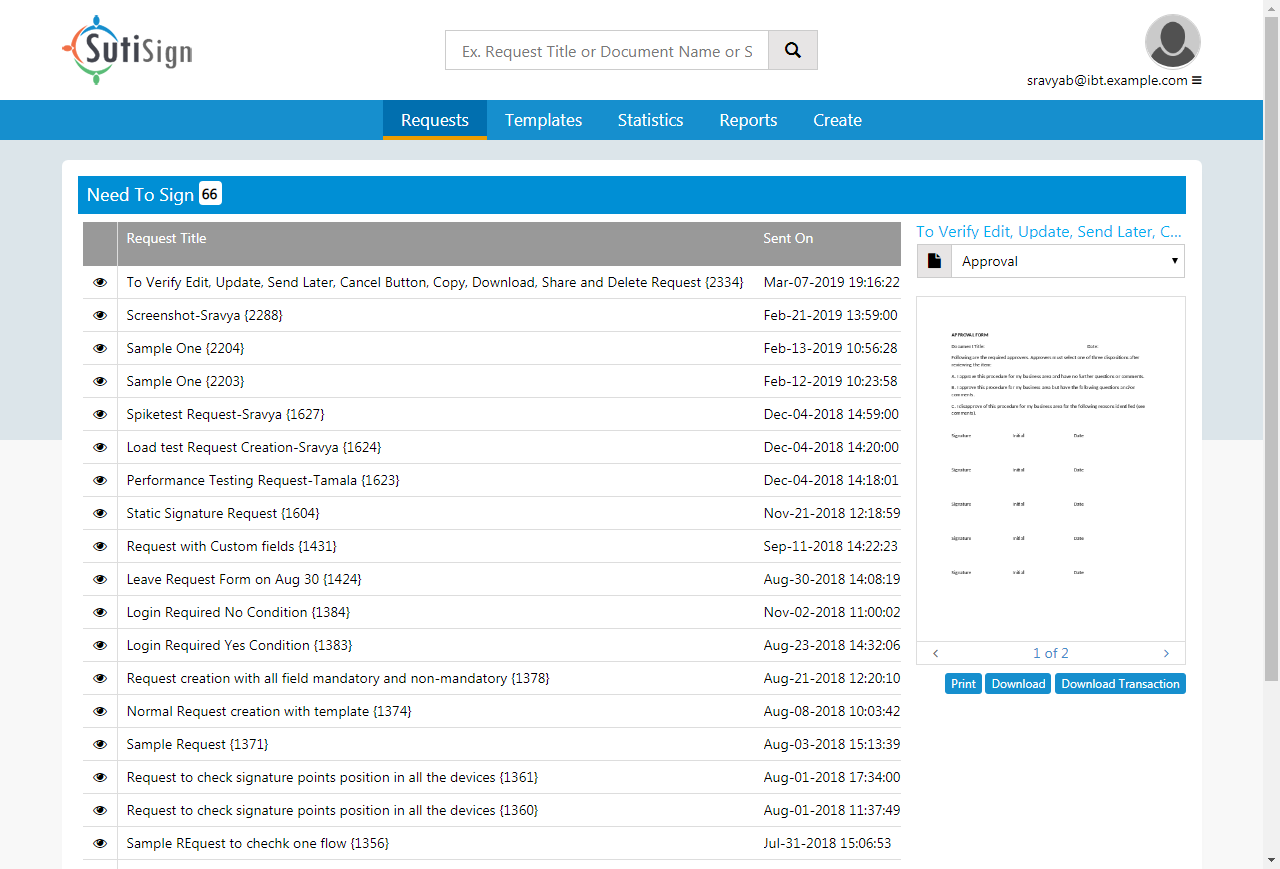 SutiSign
Ex. Request Title or Document Name or S
sravyab@ibt.example.com
Requests Templates Statistics Reports Create
Need To Sign 66
Request Title Sent On
To Verify Edit, Update, Send Later, Cancel Button, Copy, Download, Share and Delete Request {2334} Mar-07-2019 19:16:22
Screenshot-Sravya {2288} Feb-21-2019 13:59:00
Sample One {2204} Feb-13-2019 10:56:28
Sample One {2203} Feb-12-2019 10:23:58
Spiketest Request-Sravya {1627} Dec-04-2018 14:59:00
Load test Request Creation-Sravya {1624} Dec-04-2018 14:20:00
Performance Testing Request-Tamala {1623} Dec-04-2018 14:18:01
Static Signature Request {1604} Nov-21-2018 12:18:59
Request with Custom fields {1431} Sep-11-2018 14:22:23
Leave Request Form on Aug 30 {1424} Aug-30-2018 14:08:19
Login Required No Condition {1384} Nov-02-2018 11:00:02
Login Required Yes Condition {1383} Aug-23-2018 14:32:06
Request creation with all field mandatory and non-mandatory {1378} Aug-21-2018 12:20:10
Normal Request creation with template {1374} Aug-08-2018 10:03:42
Sample Request {1371} Aug-03-2018 15:13:39
Request to check signature points position in all the devices {1361} Aug-01-2018 17:34:00
Request to check signature points position in all the devices {1360} Aug-01-2018 11:37:49
Sample REquest to chechk one flow {1356} Jul-31-2018 15:06:53
To Verify Edit, Update, Send Later, C...
Approval
APPROVAL FORM
Document Title: Date:
Following are the required approvers. Approvers must select one of three dispositions after
reviewing the item:
A. I approve this procedure for my business area and have no further questions or comments.
B. I approve this procedure for my business area but have the following questions and/or
comments.
C. I disapprove of this procedure for my business area for the following reasons identified (see
comments).
Signature Initial Date
Signature Initial Date
Signature Initial Date
Signature Initial Date
Signature Initial Date
1 of 2
Print Download Download Transaction